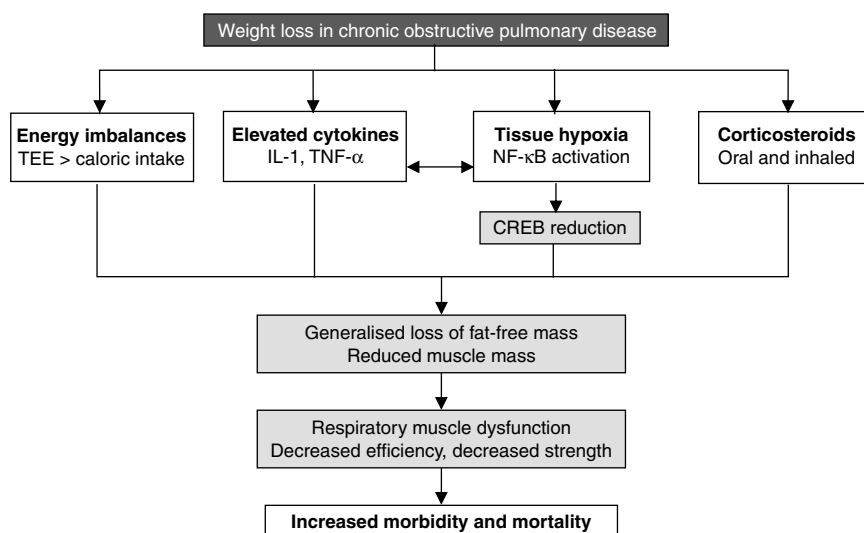 Weight loss in chronic obstructive pulmonary disease
Energy imbalances
TEE > caloric intake
Elevated cytokines
IL-1, TNF-α
Tissue hypoxia
NF-κB activation
Corticosteroids
Oral and inhaled
CREB reduction
Generalised loss of fat-free mass
Reduced muscle mass
Respiratory muscle dysfunction
Decreased efficiency, decreased strength
Increased morbidity and mortality